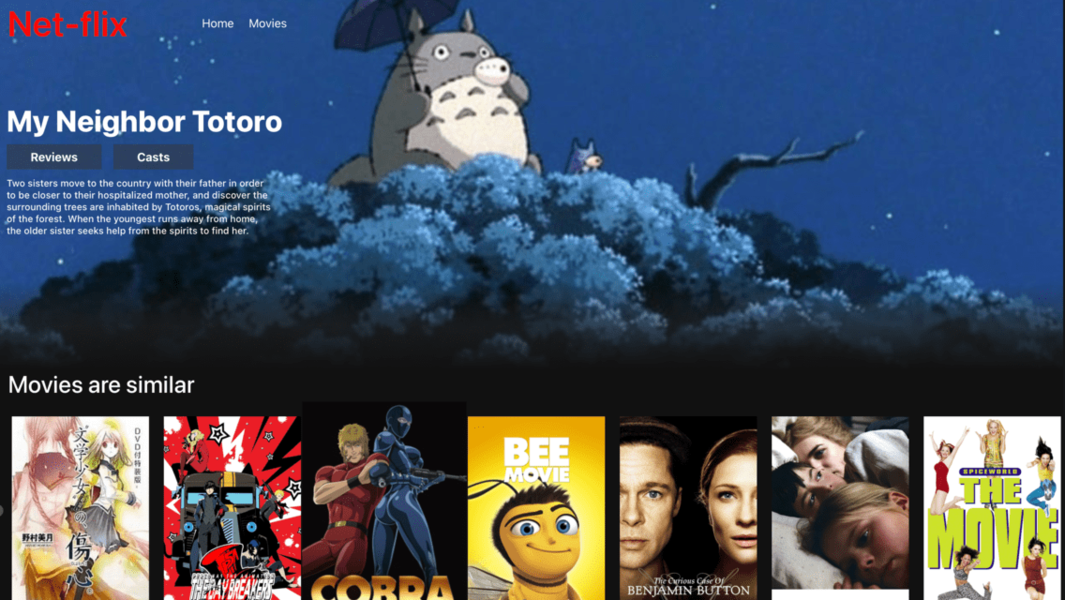 Net-flix
Home
Movies
My Neighbor Totoro
Reviews
Casts
Two sisters move to the country with their father in order
to be closer to their hospitalized mother, and discover the
surrounding trees are inhabited by Totoros, magical spirits
of the forest. When the youngest runs away from home,
the older sister seeks help from the spirits to find her.
Movies are similar
DVD付特装版
野村美月
THE DAY BREAKERS
COBRA
BEE
MOVIE
The Curious Case Of
BENJAMIN BUTTON
SPICEWORLD
THE
MOVIE